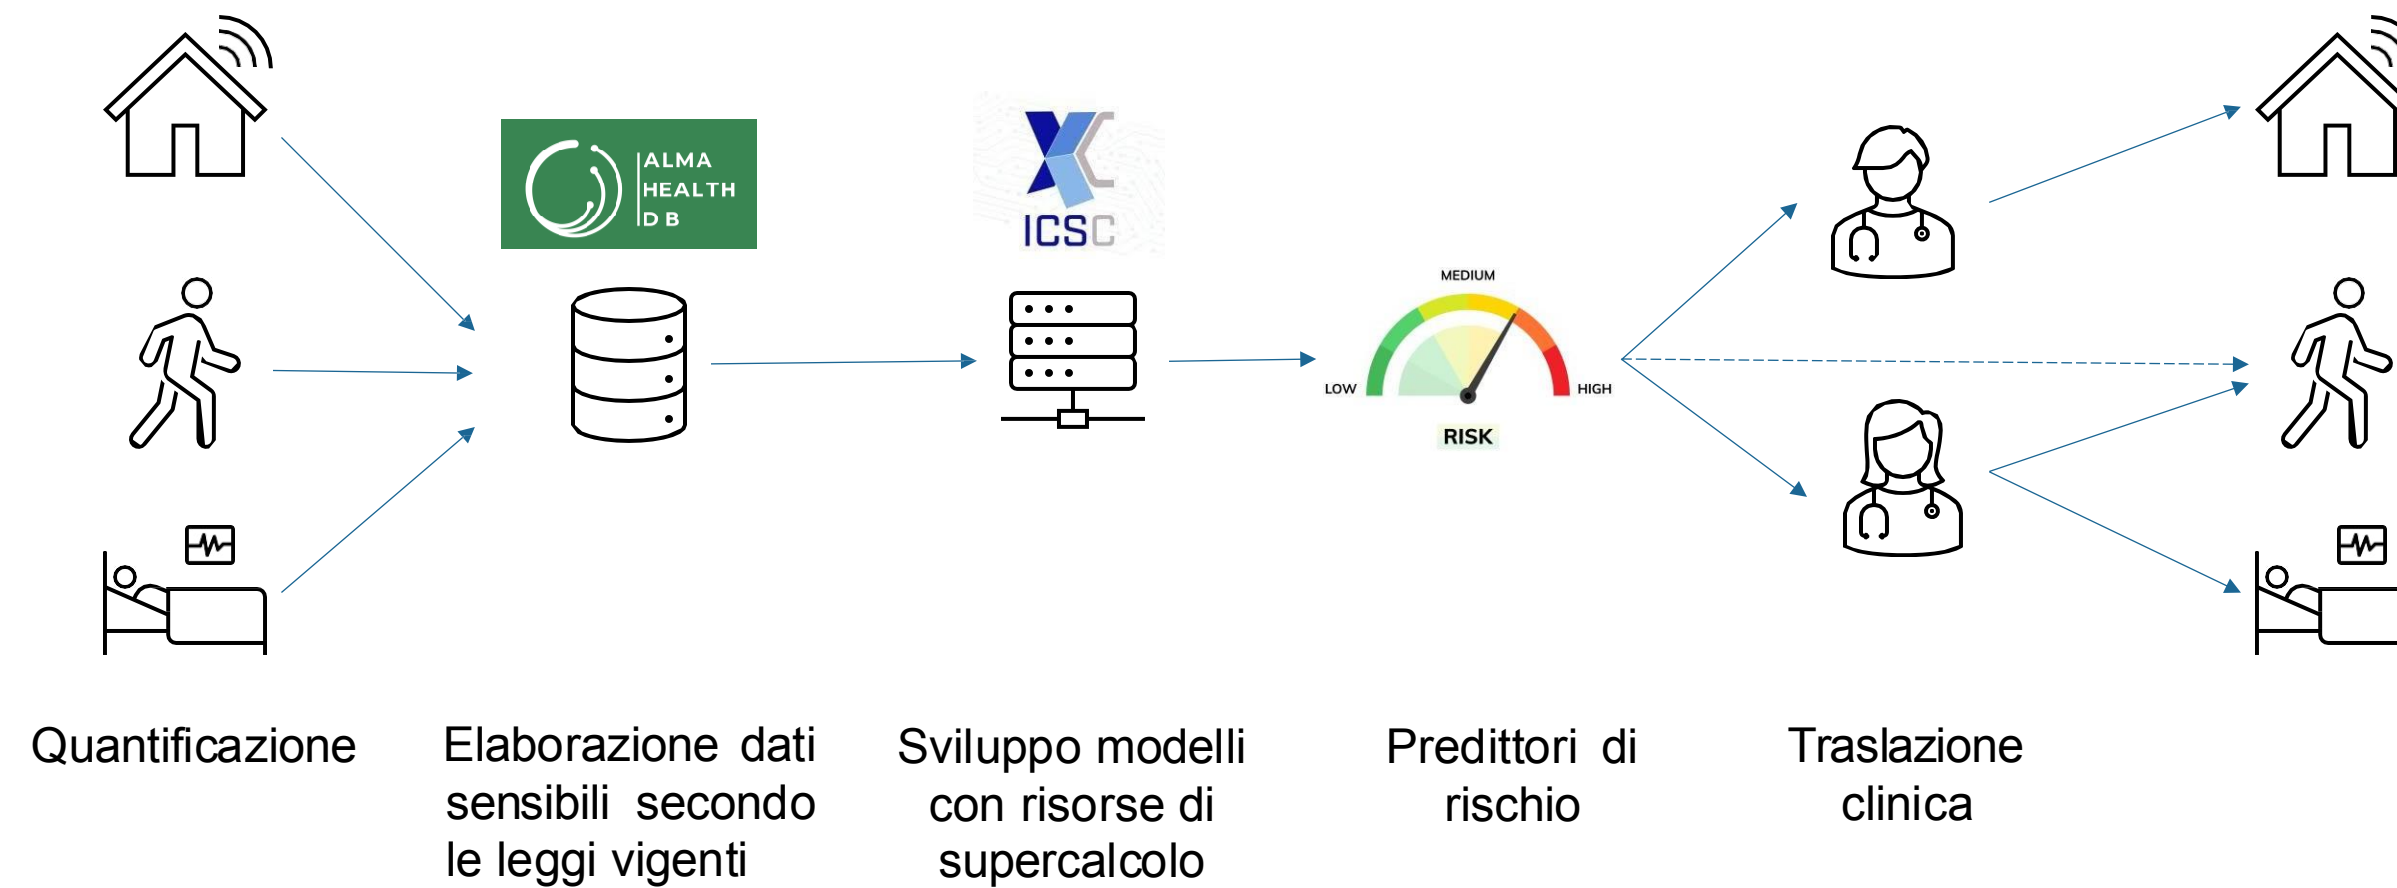 ALMA
HEALTH
DB
ICSC
MEDIUM
LOW
HIGH
RISK
Quantificazione
Elaborazione dati
sensibili secondo
le leggi vigenti
Sviluppo modelli
con risorse di
supercalcolo
Predittori di
rischio
Traslazione
clinica